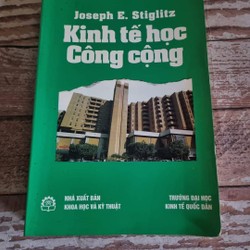 Joseph E. Stiglitz
Kinh tế học
Công cộng
NHÀ XUẤT BẢN
KHOA HỌC VÀ KỸ THUẬT
TRƯỜNG ĐẠI HỌC
KINH TẾ QUỐC DÂN